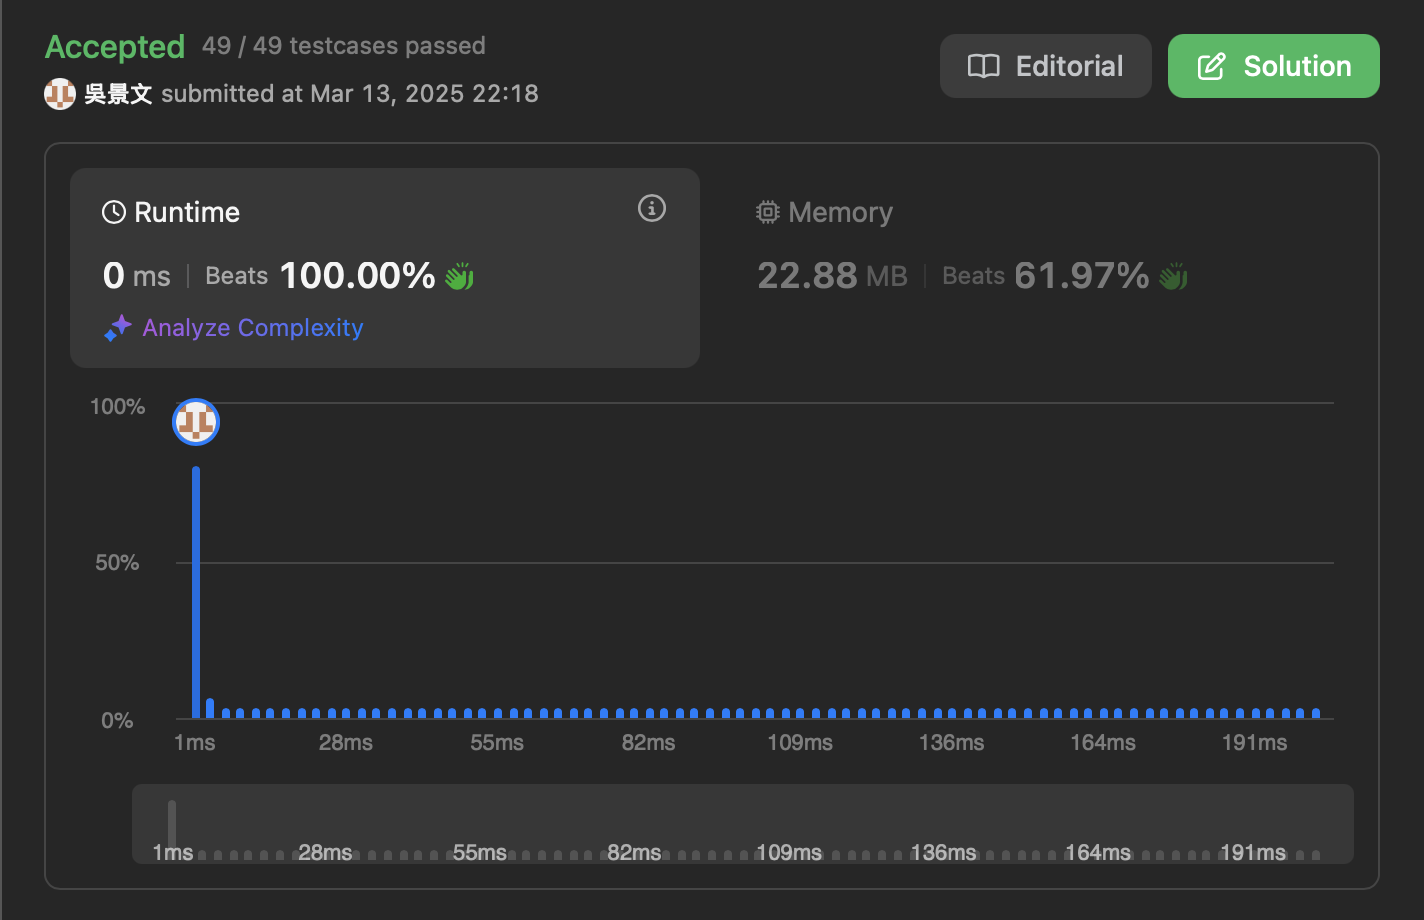 Accepted 49 / 49 testcases passed
吳景文 submitted at Mar 13, 2025 22:18
Editorial
Solution
Runtime
0 ms | Beats 100.00%
Analyze Complexity
Memory
22.88 MB | Beats 61.97%
100%
50%
0%
1ms 28ms 55ms 82ms 109ms 136ms 164ms 191ms
1ms 28ms 55ms 82ms 109ms 136ms 164ms 191ms